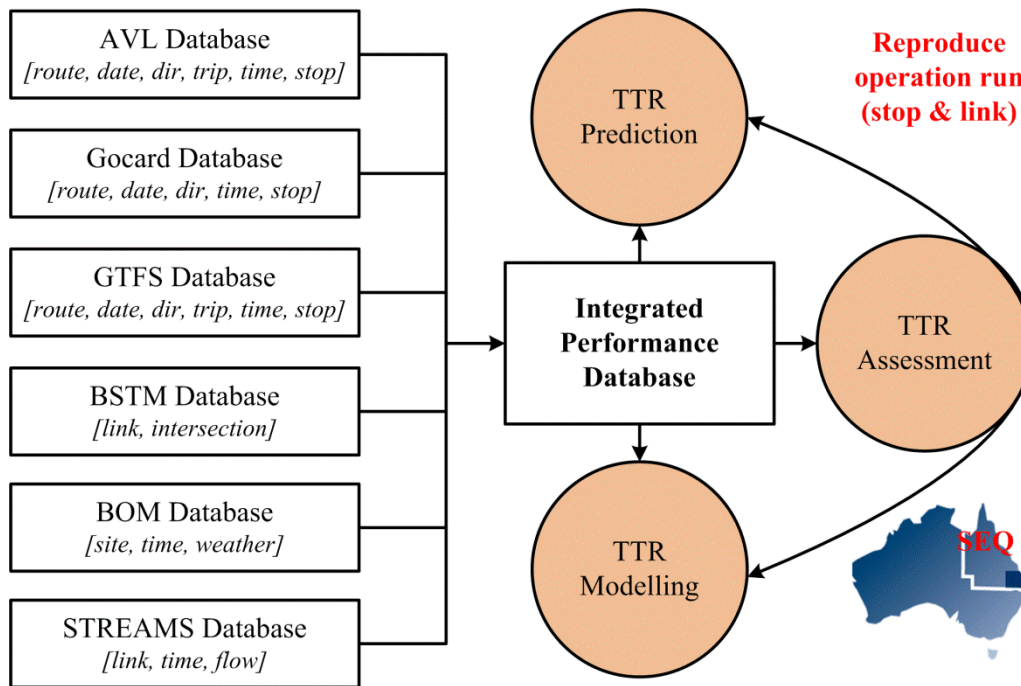 AVL Database
[route, date, dir, trip, time, stop]
Gocard Database
[route, date, dir, time, stop]
GTFS Database
[route, date, dir, trip, time, stop]
BSTM Database
[link, intersection]
BOM Database
[site, time, weather]
STREAMS Database
[link, time, flow]
Integrated
Performance
Database
TTR
Prediction
TTR
Assessment
TTR
Modelling
Reproduce
operation run
(stop & link)
SEQ